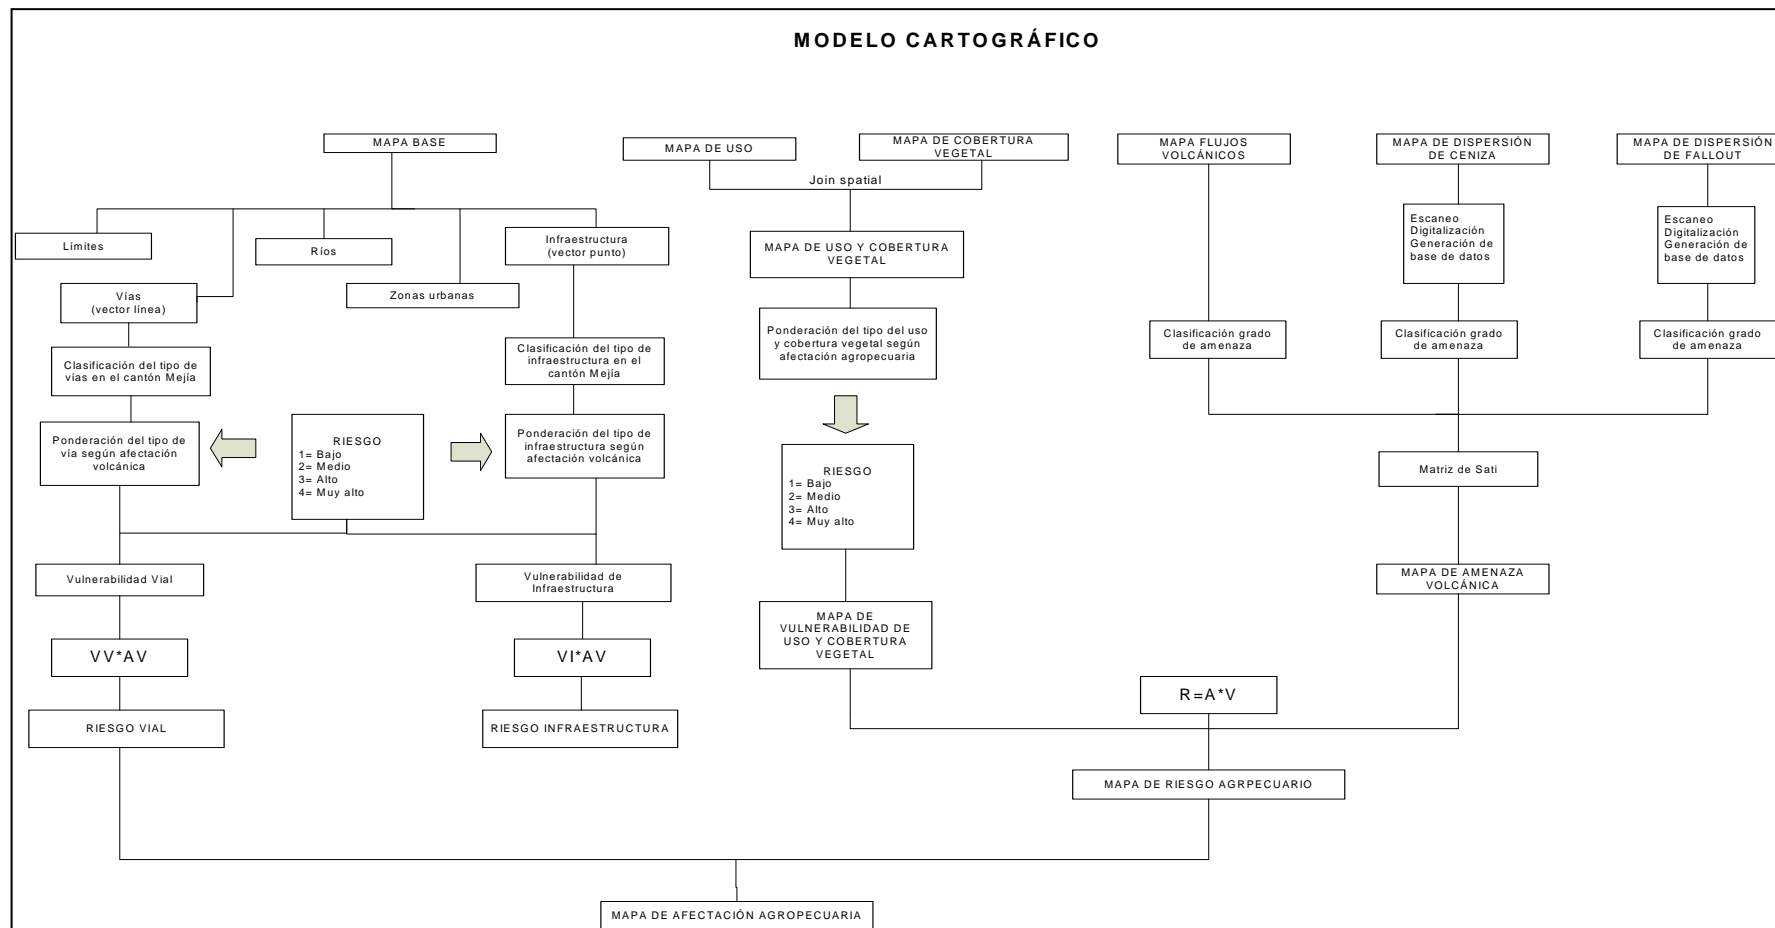 MODELO CARTOGRÁFICO
MAPA BASE
MAPA DE USO
MAPA DE COBERTURA
VEGETAL
MAPA FLUJOS
VOLCÁNICOS
MAPA DE DISPERSIÓN
DE CENIZA
MAPA DE DISPERSIÓN
DE FALLOUT
Join spatial
Límites
Ríos
Infraestructura
(vector punto)
MAPA DE USO Y COBERTURA
VEGETAL
Escaneo
Digitalización
Generación de
base de datos
Escaneo
Digitalización
Generación de
base de datos
Vías
(vector línea)
Zonas urbanas
Ponderación del tipo del uso
y cobertura vegetal según
afectación agropecuaria
Clasificación grado
de amenaza
Clasificación grado
de amenaza
Clasificación grado
de amenaza
Clasificación del tipo de
vías en el cantón Mejía
Clasificación del tipo de
infraestructura en el
cantón Mejía
Ponderación del tipo de
vía según afectación
volcánica
RIESGO
1= Bajo
2= Medio
3= Alto
4= Muy alto
Ponderación del tipo de
infraestructura según
afectación volcánica
RIESGO
1= Bajo
2= Medio
3= Alto
4= Muy alto
Matriz de Sati
Vulnerabilidad Vial
Vulnerabilidad de
Infraestructura
MAPA DE AMENAZA
VOLCÁNICA
MAPA DE
VULNERABILIDAD DE
USO Y COBERTURA
VEGETAL
VV*AV
VI*AV
R=A*V
RIESGO VIAL
RIESGO INFRAESTRUCTURA
MAPA DE RIESGO AGRPECUARIO
MAPA DE AFECTACIÓN AGROPECUARIA